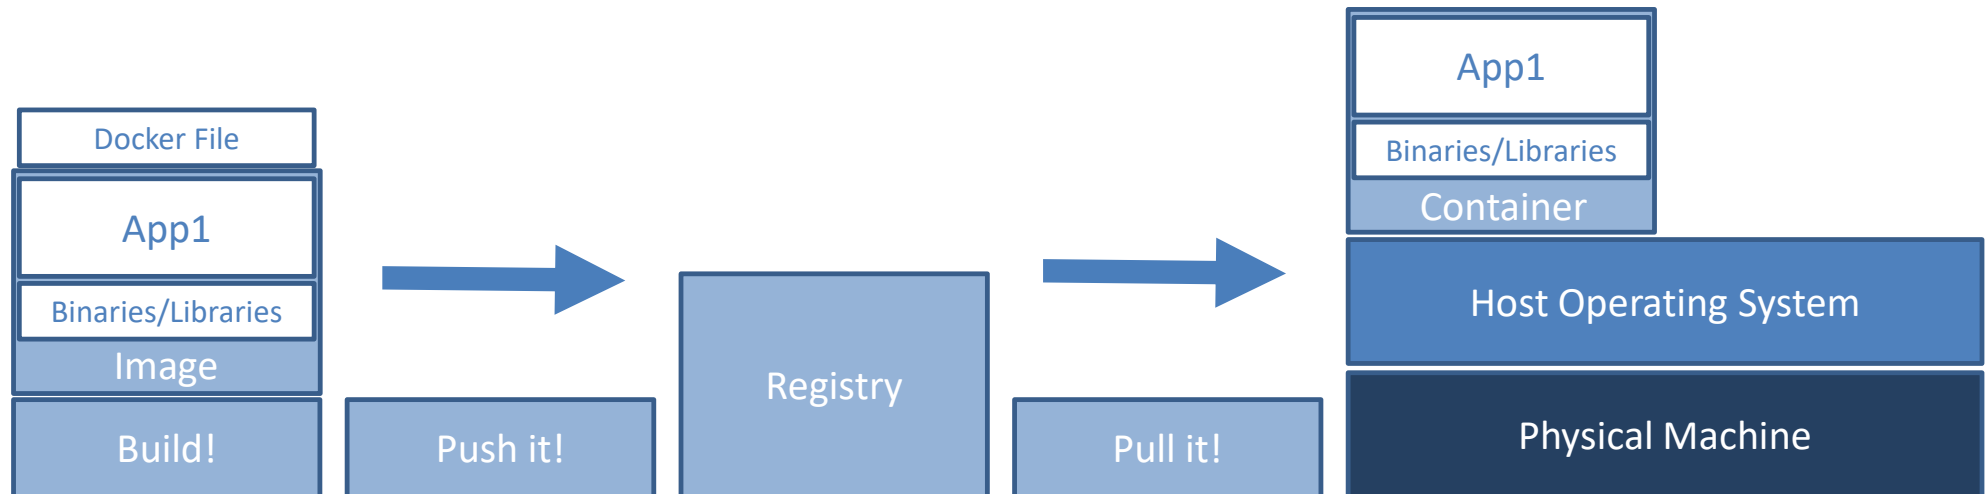 Docker File
App1
Binaries/Libraries
Image
Build!
Push it!
Registry
Pull it!
App1
Binaries/Libraries
Container
Host Operating System
Physical Machine